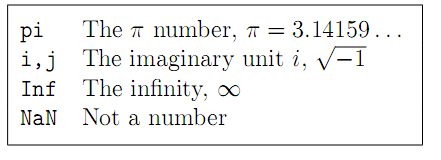 pi The π number, π = 3.14159...
i,j The imaginary unit i, √−1
Inf The infinity, ∞
NaN Not a number